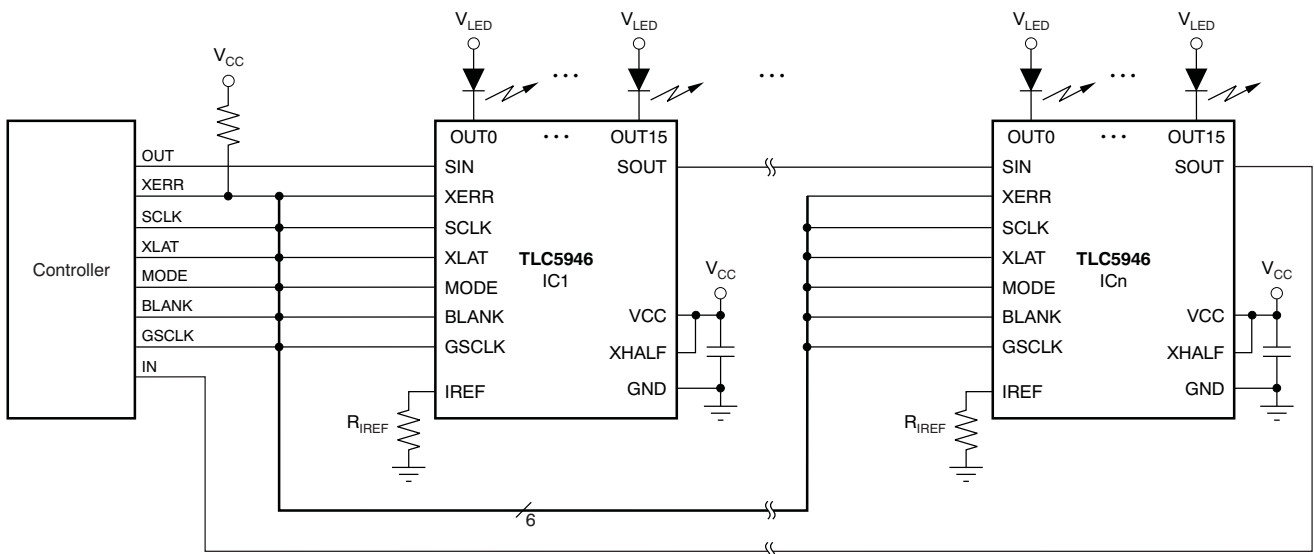 V_LED V_LED V_LED V_LED
V_CC
... ... ... ...
OUT0 ... OUT15 OUT0 ... OUT15
OUT SIN SOUT SIN SOUT
XERR XERR XERR
SCLK SCLK SCLK
XLAT XLAT XLAT
Controller TLC5946 TLC5946
IC1 ICn
MODE MODE V_CC MODE V_CC
BLANK BLANK VCC BLANK VCC
GSCLK GSCLK XHALF GSCLK XHALF
IN
IREF GND IREF GND
R_IREF R_IREF
6